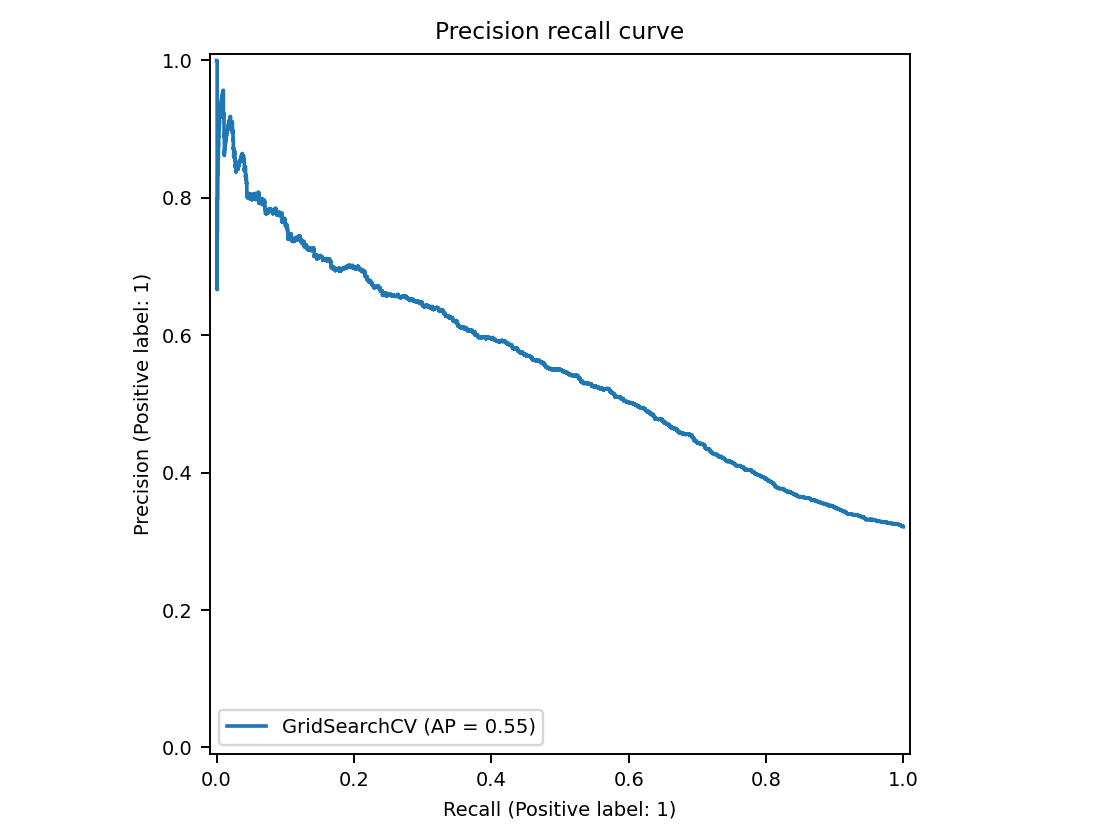 Precision recall curve
1.0
0.8
0.6
0.4
0.2
0.0
Precision (Positive label: 1)
GridSearchCV (AP = 0.55)
0.0 0.2 0.4 0.6 0.8 1.0
Recall (Positive label: 1)